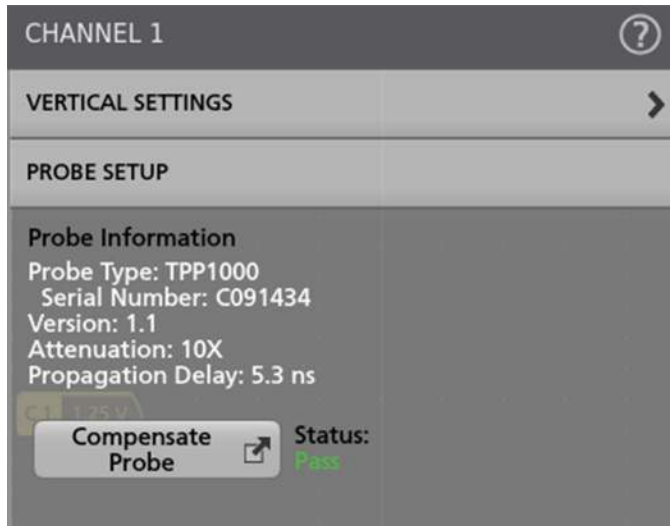 CHANNEL 1
?
VERTICAL SETTINGS
PROBE SETUP
Probe Information
Probe Type: TPP1000
Serial Number: C091434
Version: 1.1
Attenuation: 10X
Propagation Delay: 5.3 ns
C 1 1.25 V
Compensate
Probe
Status:
Pass